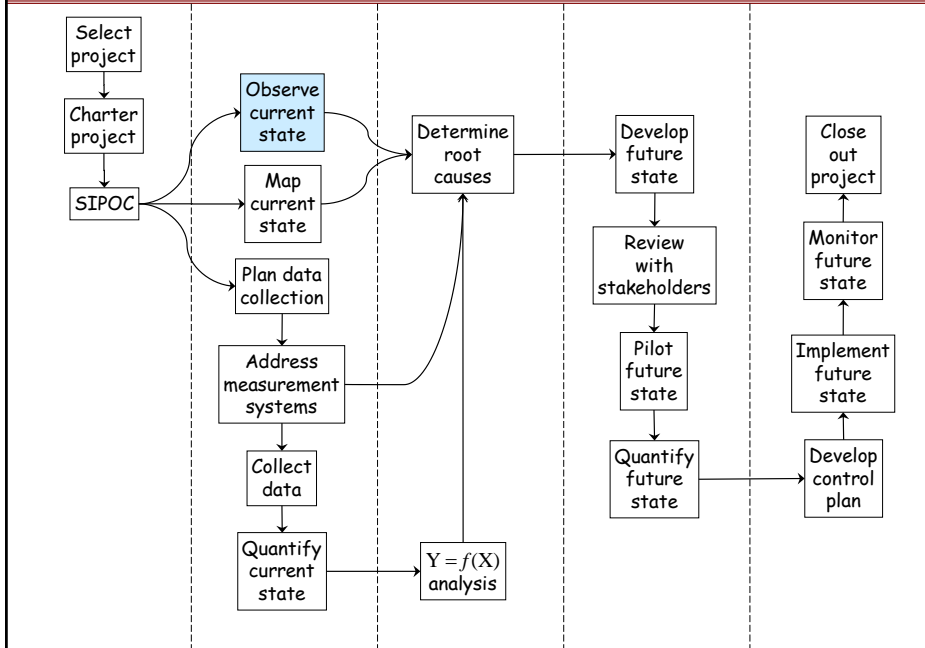 Select
project
Charter
project
SIPOC
Observe
current
state
Map
current
state
Plan data
collection
Address
measurement
systems
Collect
data
Quantify
current
state
Determine
root
causes
Y = f(X)
analysis
Develop
future
state
Review
with
stakeholders
Pilot
future
state
Quantify
future
state
Close
out
project
Monitor
future
state
Implement
future
state
Develop
control
plan